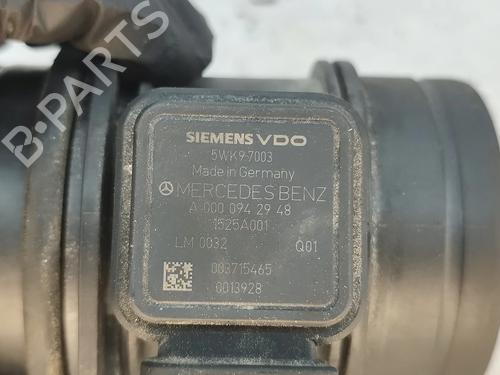 SIEMENS VDO
5WK9 7003
Made in Germany
MERCEDES BENZ
A 000 094 29 48
1525A001
LM 0032 Q01
003715465
0013928
B-PARTS